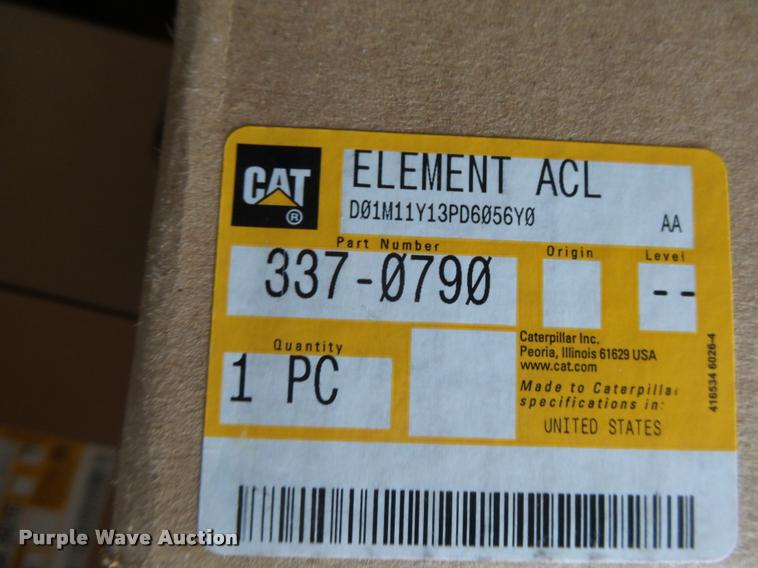 CAT
®
ELEMENT ACL
D01M11Y13PD6056Y0
AA
Part Number
Origin
Level
337-0790
--
Quantity
1 PC
Caterpillar Inc.
Peoria, Illinois 61629 USA
www.cat.com
Made to Caterpillar
specifications in:
UNITED STATES
416534 6026-4
Purple Wave Auction